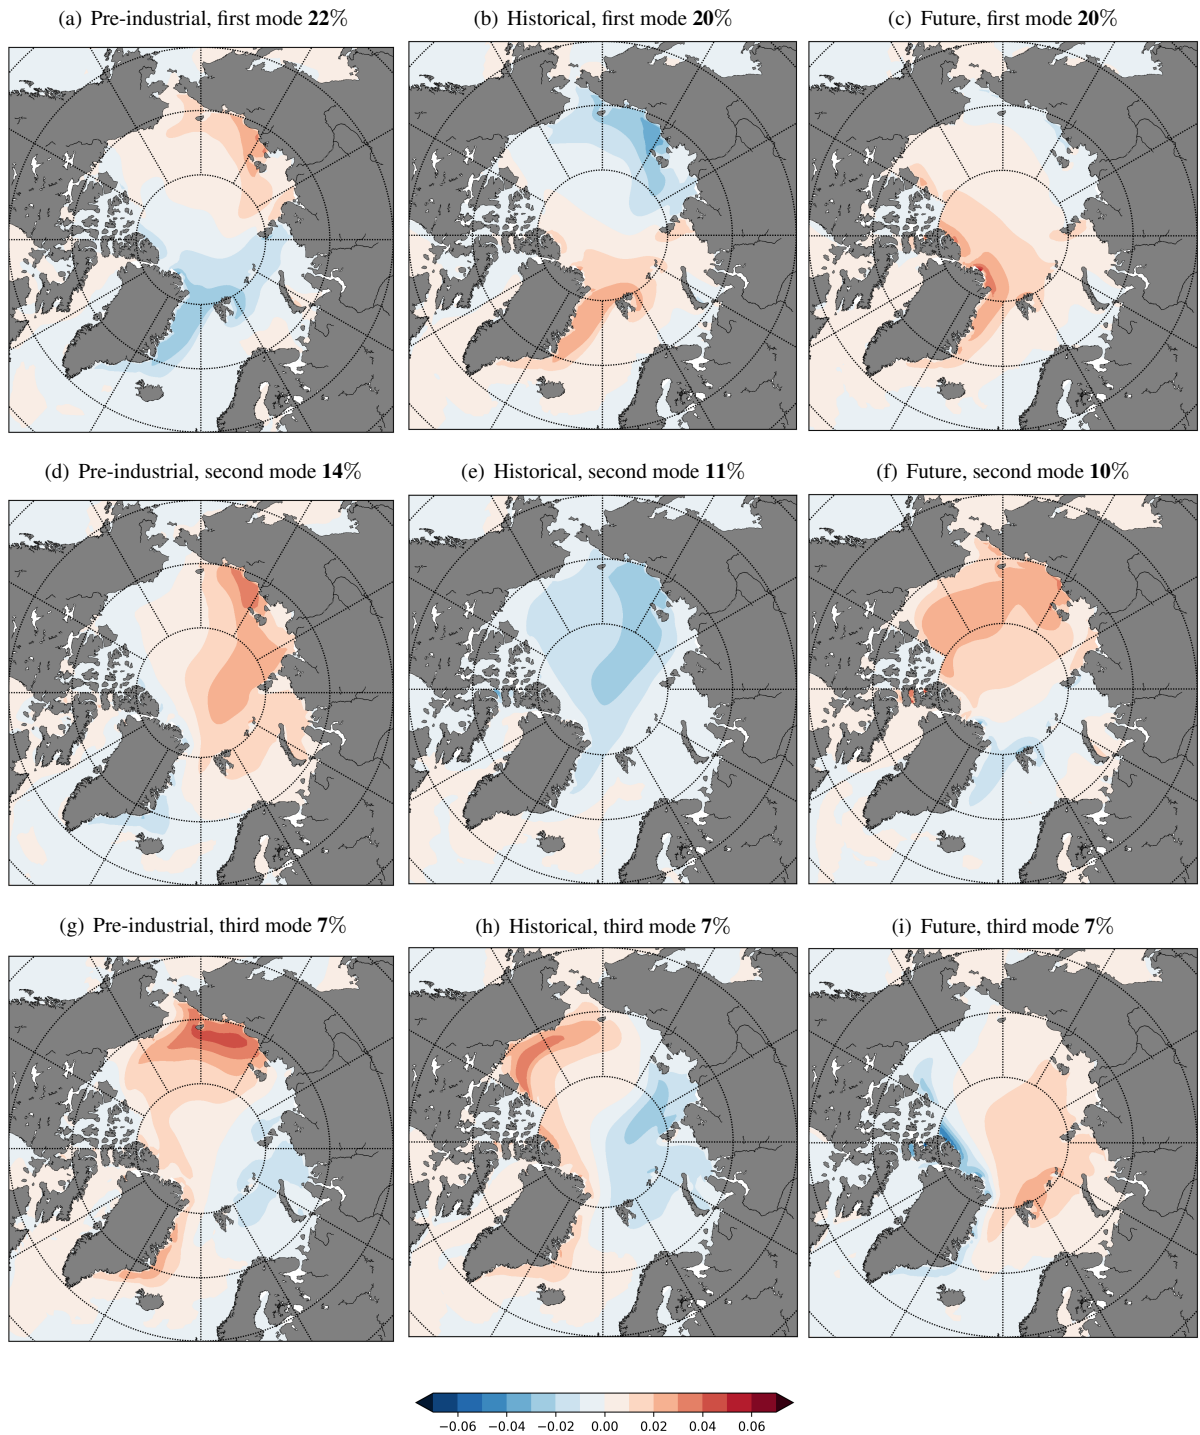 (a) Pre-industrial, first mode 22%
(b) Historical, first mode 20%
(c) Future, first mode 20%
(d) Pre-industrial, second mode 14%
(e) Historical, second mode 11%
(f) Future, second mode 10%
(g) Pre-industrial, third mode 7%
(h) Historical, third mode 7%
(i) Future, third mode 7%
−0.06 −0.04 −0.02 0.00 0.02 0.04 0.06